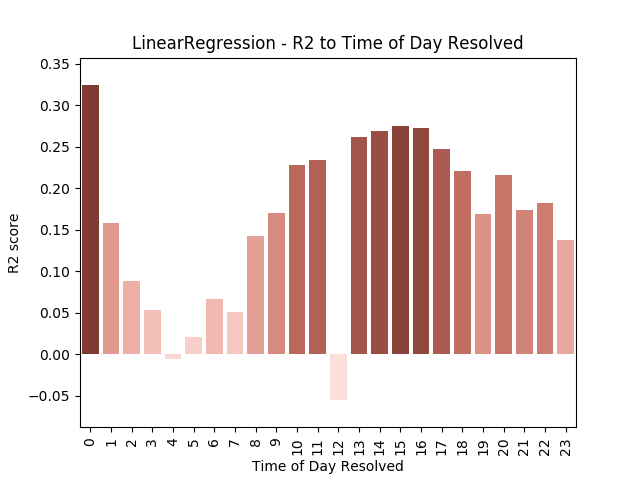 LinearRegression - R2 to Time of Day Resolved
0.35
0.30
0.25
0.20
0.15
0.10
0.05
0.00
−0.05
R2 score
0 1 2 3 4 5 6 7 8 9 10 11 12 13 14 15 16 17 18 19 20 21 22 23
Time of Day Resolved